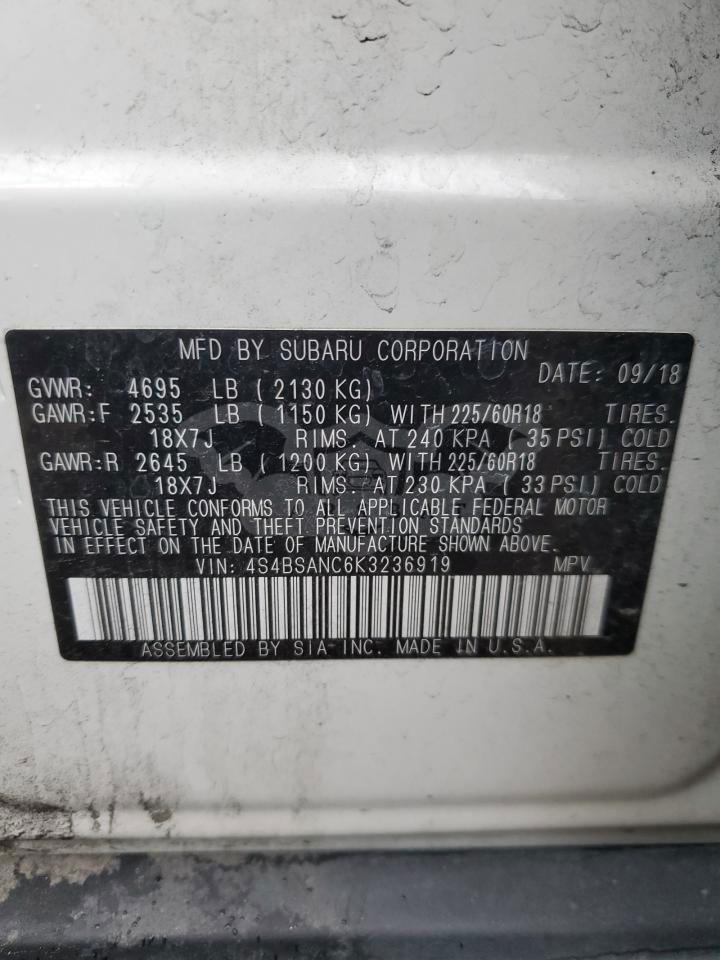 MFD BY SUBARU CORPORATION
DATE: 09/18
GVWR: 4695 LB ( 2130 KG)
GAWR:F 2535 LB ( 1150 KG) WITH 225/60R18 TIRES.
18X7J RIMS. AT 240 KPA ( 35 PSI) COLD
GAWR:R 2645 LB ( 1200 KG) WITH 225/60R18 TIRES.
18X7J RIMS. AT 230 KPA ( 33 PSI) COLD
THIS VEHICLE CONFORMS TO ALL APPLICABLE FEDERAL MOTOR
VEHICLE SAFETY AND THEFT PREVENTION STANDARDS
IN EFFECT ON THE DATE OF MANUFACTURE SHOWN ABOVE.
VIN: 4S4BSANC6K3236919 MPV
ASSEMBLED BY SIA-INC. MADE IN U.S.A.